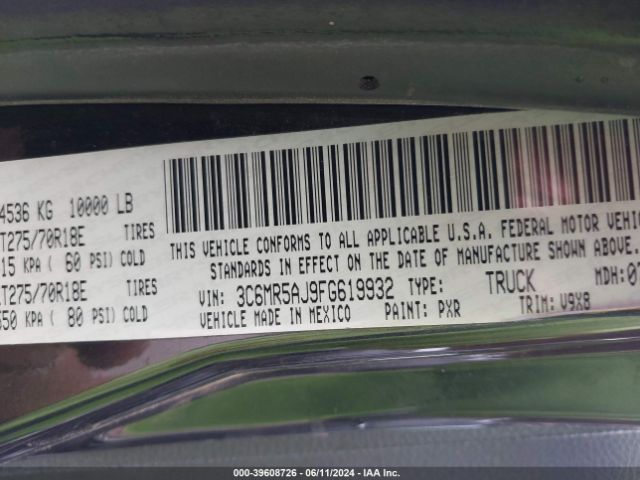 4536 KG 10000 LB
T275/70R18E TIRES
15 KPA ( 60 PSI) COLD
LT275/70R18E TIRES
550 KPA ( 80 PSI) COLD
THIS VEHICLE CONFORMS TO ALL APPLICABLE U.S.A. FEDERAL MOTOR VEHIC
STANDARDS IN EFFECT ON THE DATE OF MANUFACTURE SHOWN ABOVE.
VIN: 3C6MR5AJ9FG619932 TYPE: TRUCK MDH: 07
VEHICLE MADE IN MEXICO PAINT: PXR TRIM: V9X8
000-39608726 - 06/11/2024 - IAA Inc.